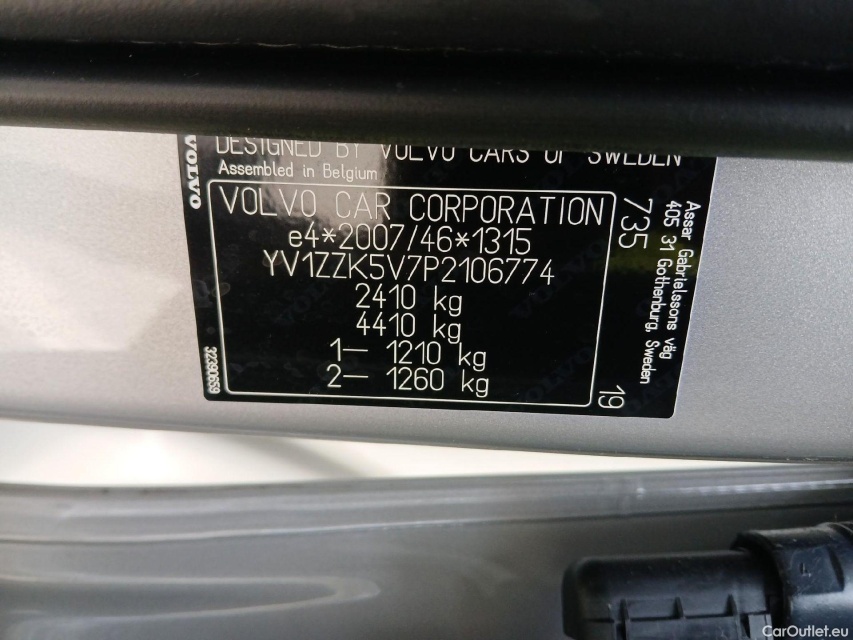 DESIGNED BY VOLVO CARS OF SWEDEN
Assembled in Belgium
VOLVO
VOLVO CAR CORPORATION
e4*2007/46*1315
YV1ZZK5V7P2106774
2410 kg
4410 kg
1— 1210 kg
2— 1260 kg
32390659
735
19
Assar Gabrielssons väg
405 31 Gothenburg, Sweden
CarOutlet.eu